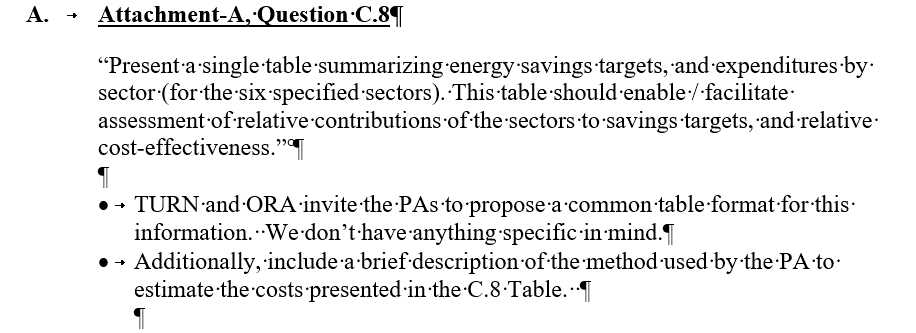 A. Attachment-A, Question C.8
“Present a single table summarizing energy savings targets, and expenditures by
sector (for the six specified sectors). This table should enable / facilitate
assessment of relative contributions of the sectors to savings targets, and relative
cost-effectiveness.”
• TURN and ORA invite the PAs to propose a common table format for this
information.  We don’t have anything specific in mind.
• Additionally, include a brief description of the method used by the PA to
estimate the costs presented in the C.8 Table.